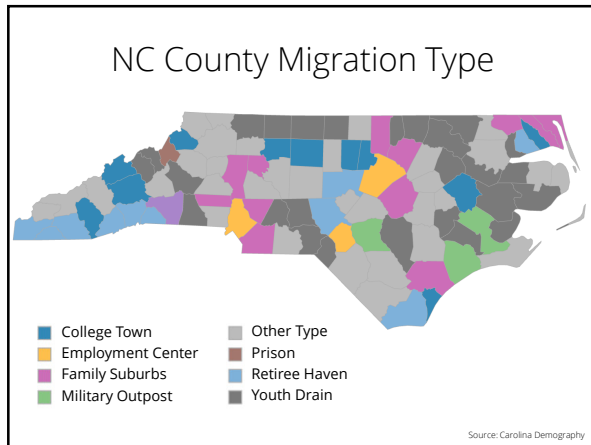 NC County Migration Type
College Town
Employment Center
Family Suburbs
Military Outpost
Other Type
Prison
Retiree Haven
Youth Drain
Source: Carolina Demography